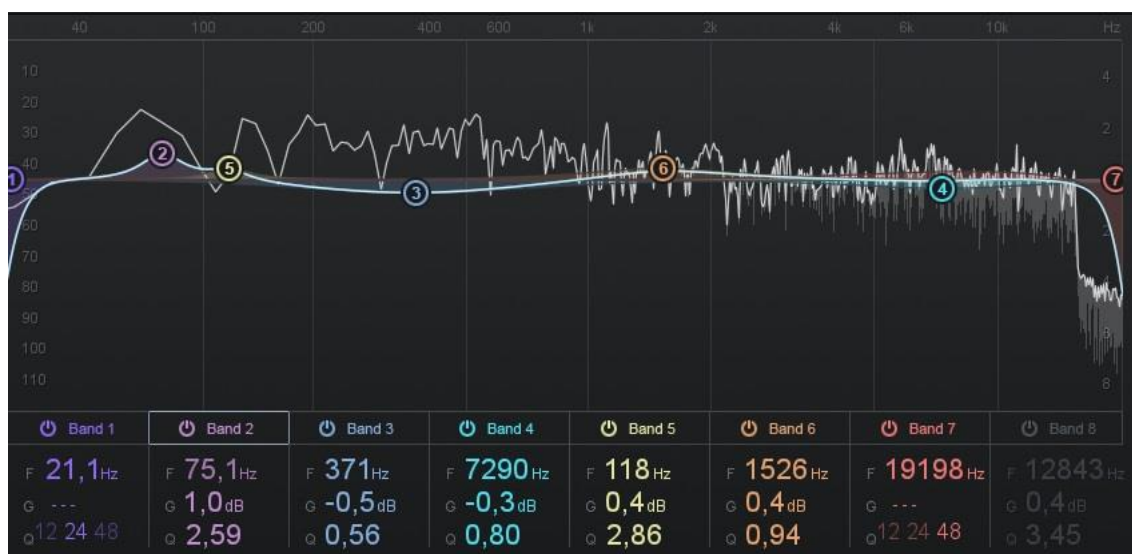 40 100 200 400 600 1k 2k 4k 6k 10k Hz
10 4
20
30 2
40
50
60
70 2
80 4
90
100 6
110 8
2 5 1 3 6 4 7
Band 1 Band 2 Band 3 Band 4 Band 5 Band 6 Band 7 Band 8
F 21,1Hz F 75,1Hz F 371Hz F 7290Hz F 118Hz F 1526Hz F 19198Hz F 12843Hz
G --- G 1,0dB G -0,5dB G -0,3dB G 0,4dB G 0,4dB G --- G 0,4dB
Q 12 24 48 Q 2,59 Q 0,56 Q 0,80 Q 2,86 Q 0,94 Q 12 24 48 Q 3,45